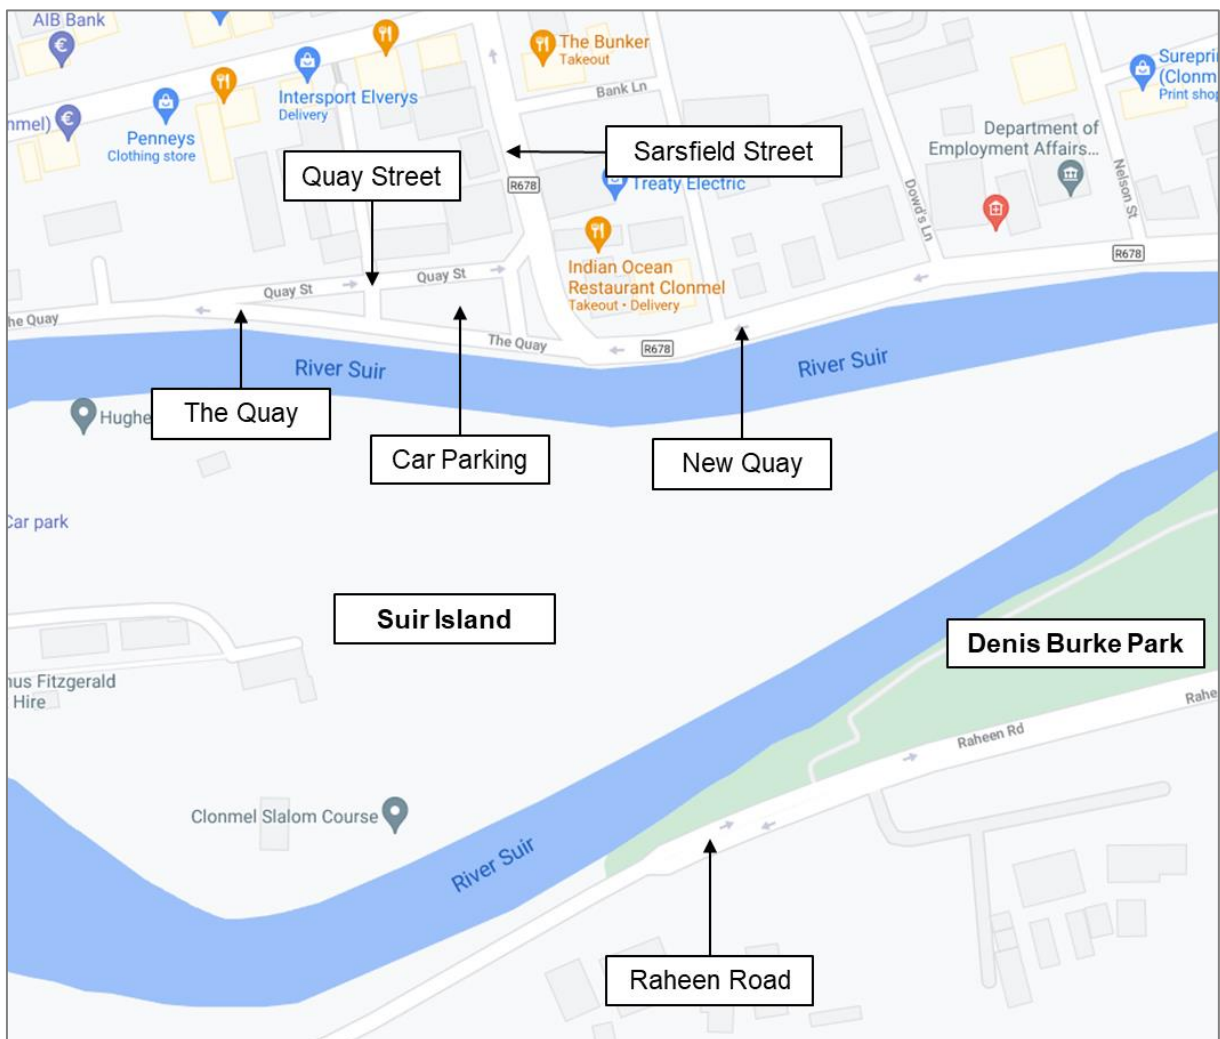 AIB Bank
The Bunker
Takeout
Surepri
(Clonm
Print shop
Intersport Elverys
Delivery
Bank Ln
nmel)
Penneys
Clothing store
Department of
Employment Affairs...
Sarsfield Street
Quay Street
R678
Treaty Electric
Dowd's Ln
Nelson St
Indian Ocean
Restaurant Clonmel
Takeout • Delivery
R678
Quay St
Quay St
he Quay
The Quay
R678
River Suir
River Suir
Hughe
The Quay
Car Parking
New Quay
Car park
Suir Island
Denis Burke Park
nus Fitzgerald
Hire
Rahe
Raheen Rd
Clonmel Slalom Course
River Suir
Raheen Road